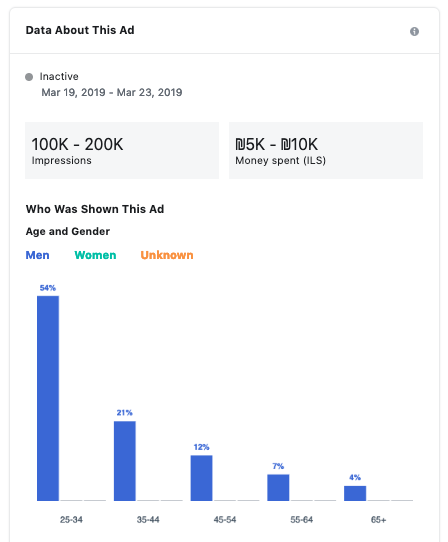 Data About This Ad
Inactive
Mar 19, 2019 - Mar 23, 2019
100K - 200K
Impressions
₪5K - ₪10K
Money spent (ILS)
Who Was Shown This Ad
Age and Gender
Men Women Unknown
54%
21%
12%
7%
4%
25-34 35-44 45-54 55-64 65+